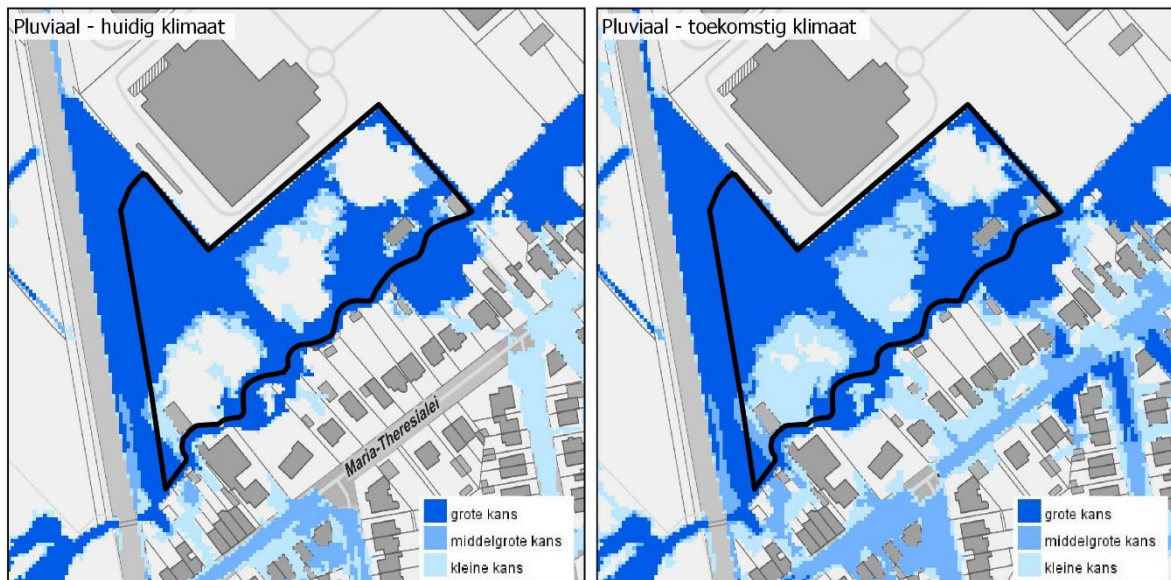 Pluviaal - huidig klimaat
Maria-Theresialei
grote kans
middelgrote kans
kleine kans
Pluviaal - toekomstig klimaat
grote kans
middelgrote kans
kleine kans